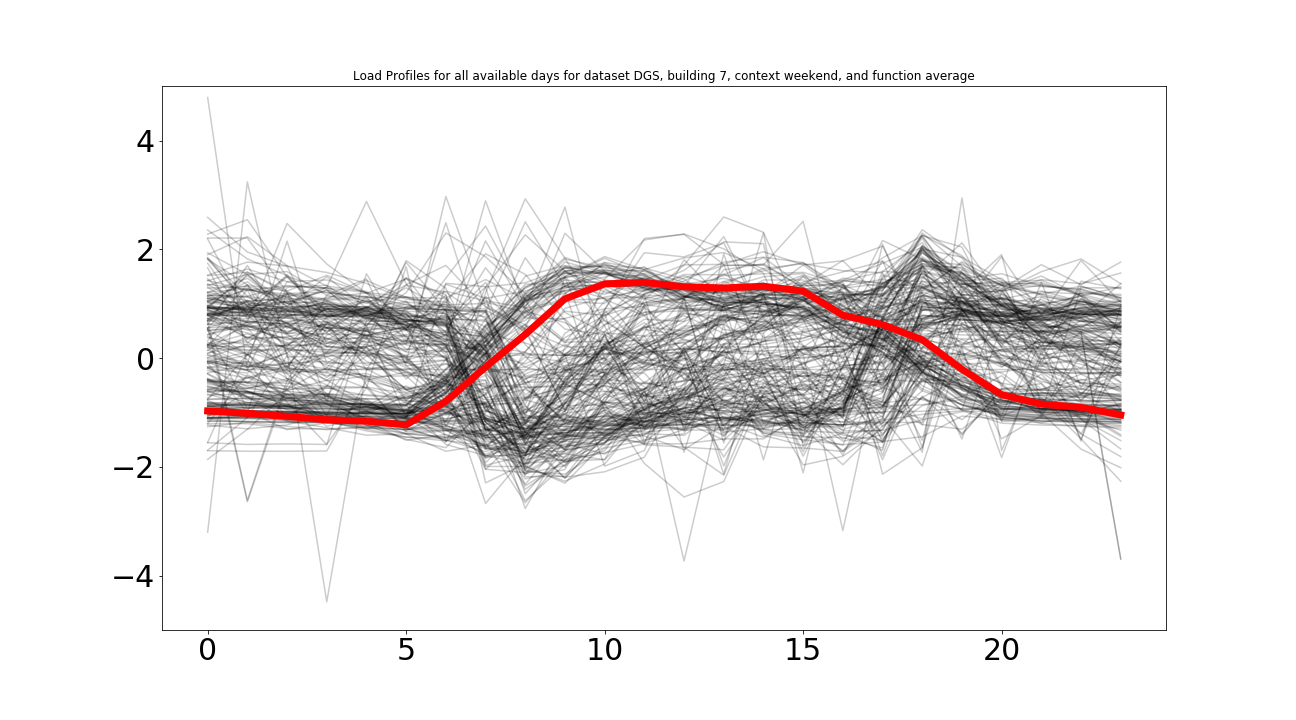 Load Profiles for all available days for dataset DGS, building 7, context weekend, and function average
4
2
0
−2
−4
0 5 10 15 20